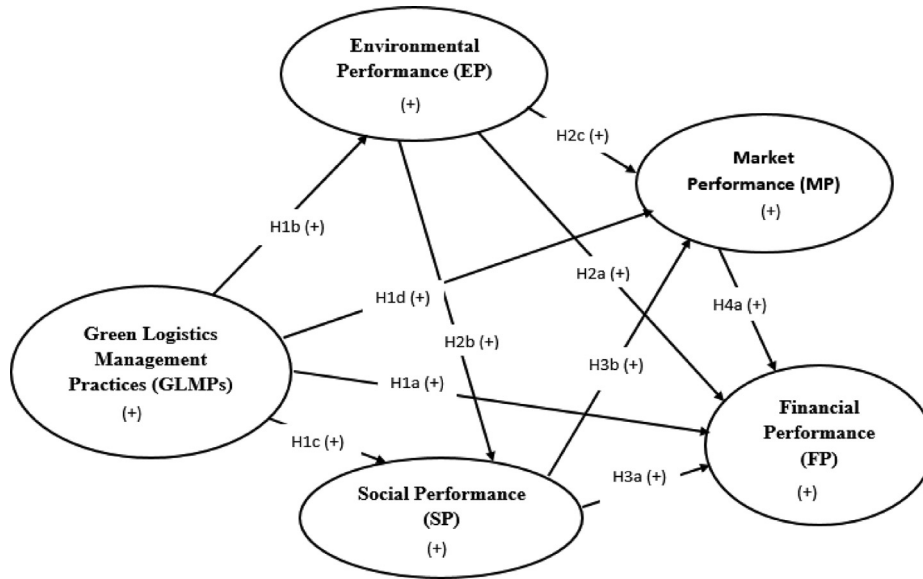 Environmental
Performance (EP)
(+)
H2c (+)
Market
Performance (MP)
(+)
H1b (+)
H2a (+)
H1d (+)
H4a (+)
Green Logistics
Management
Practices (GLMPs)
(+)
H2b (+)
H3b (+)
H1a (+)
Financial
Performance
(FP)
(+)
H1c (+)
H3a (+)
Social Performance
(SP)
(+)